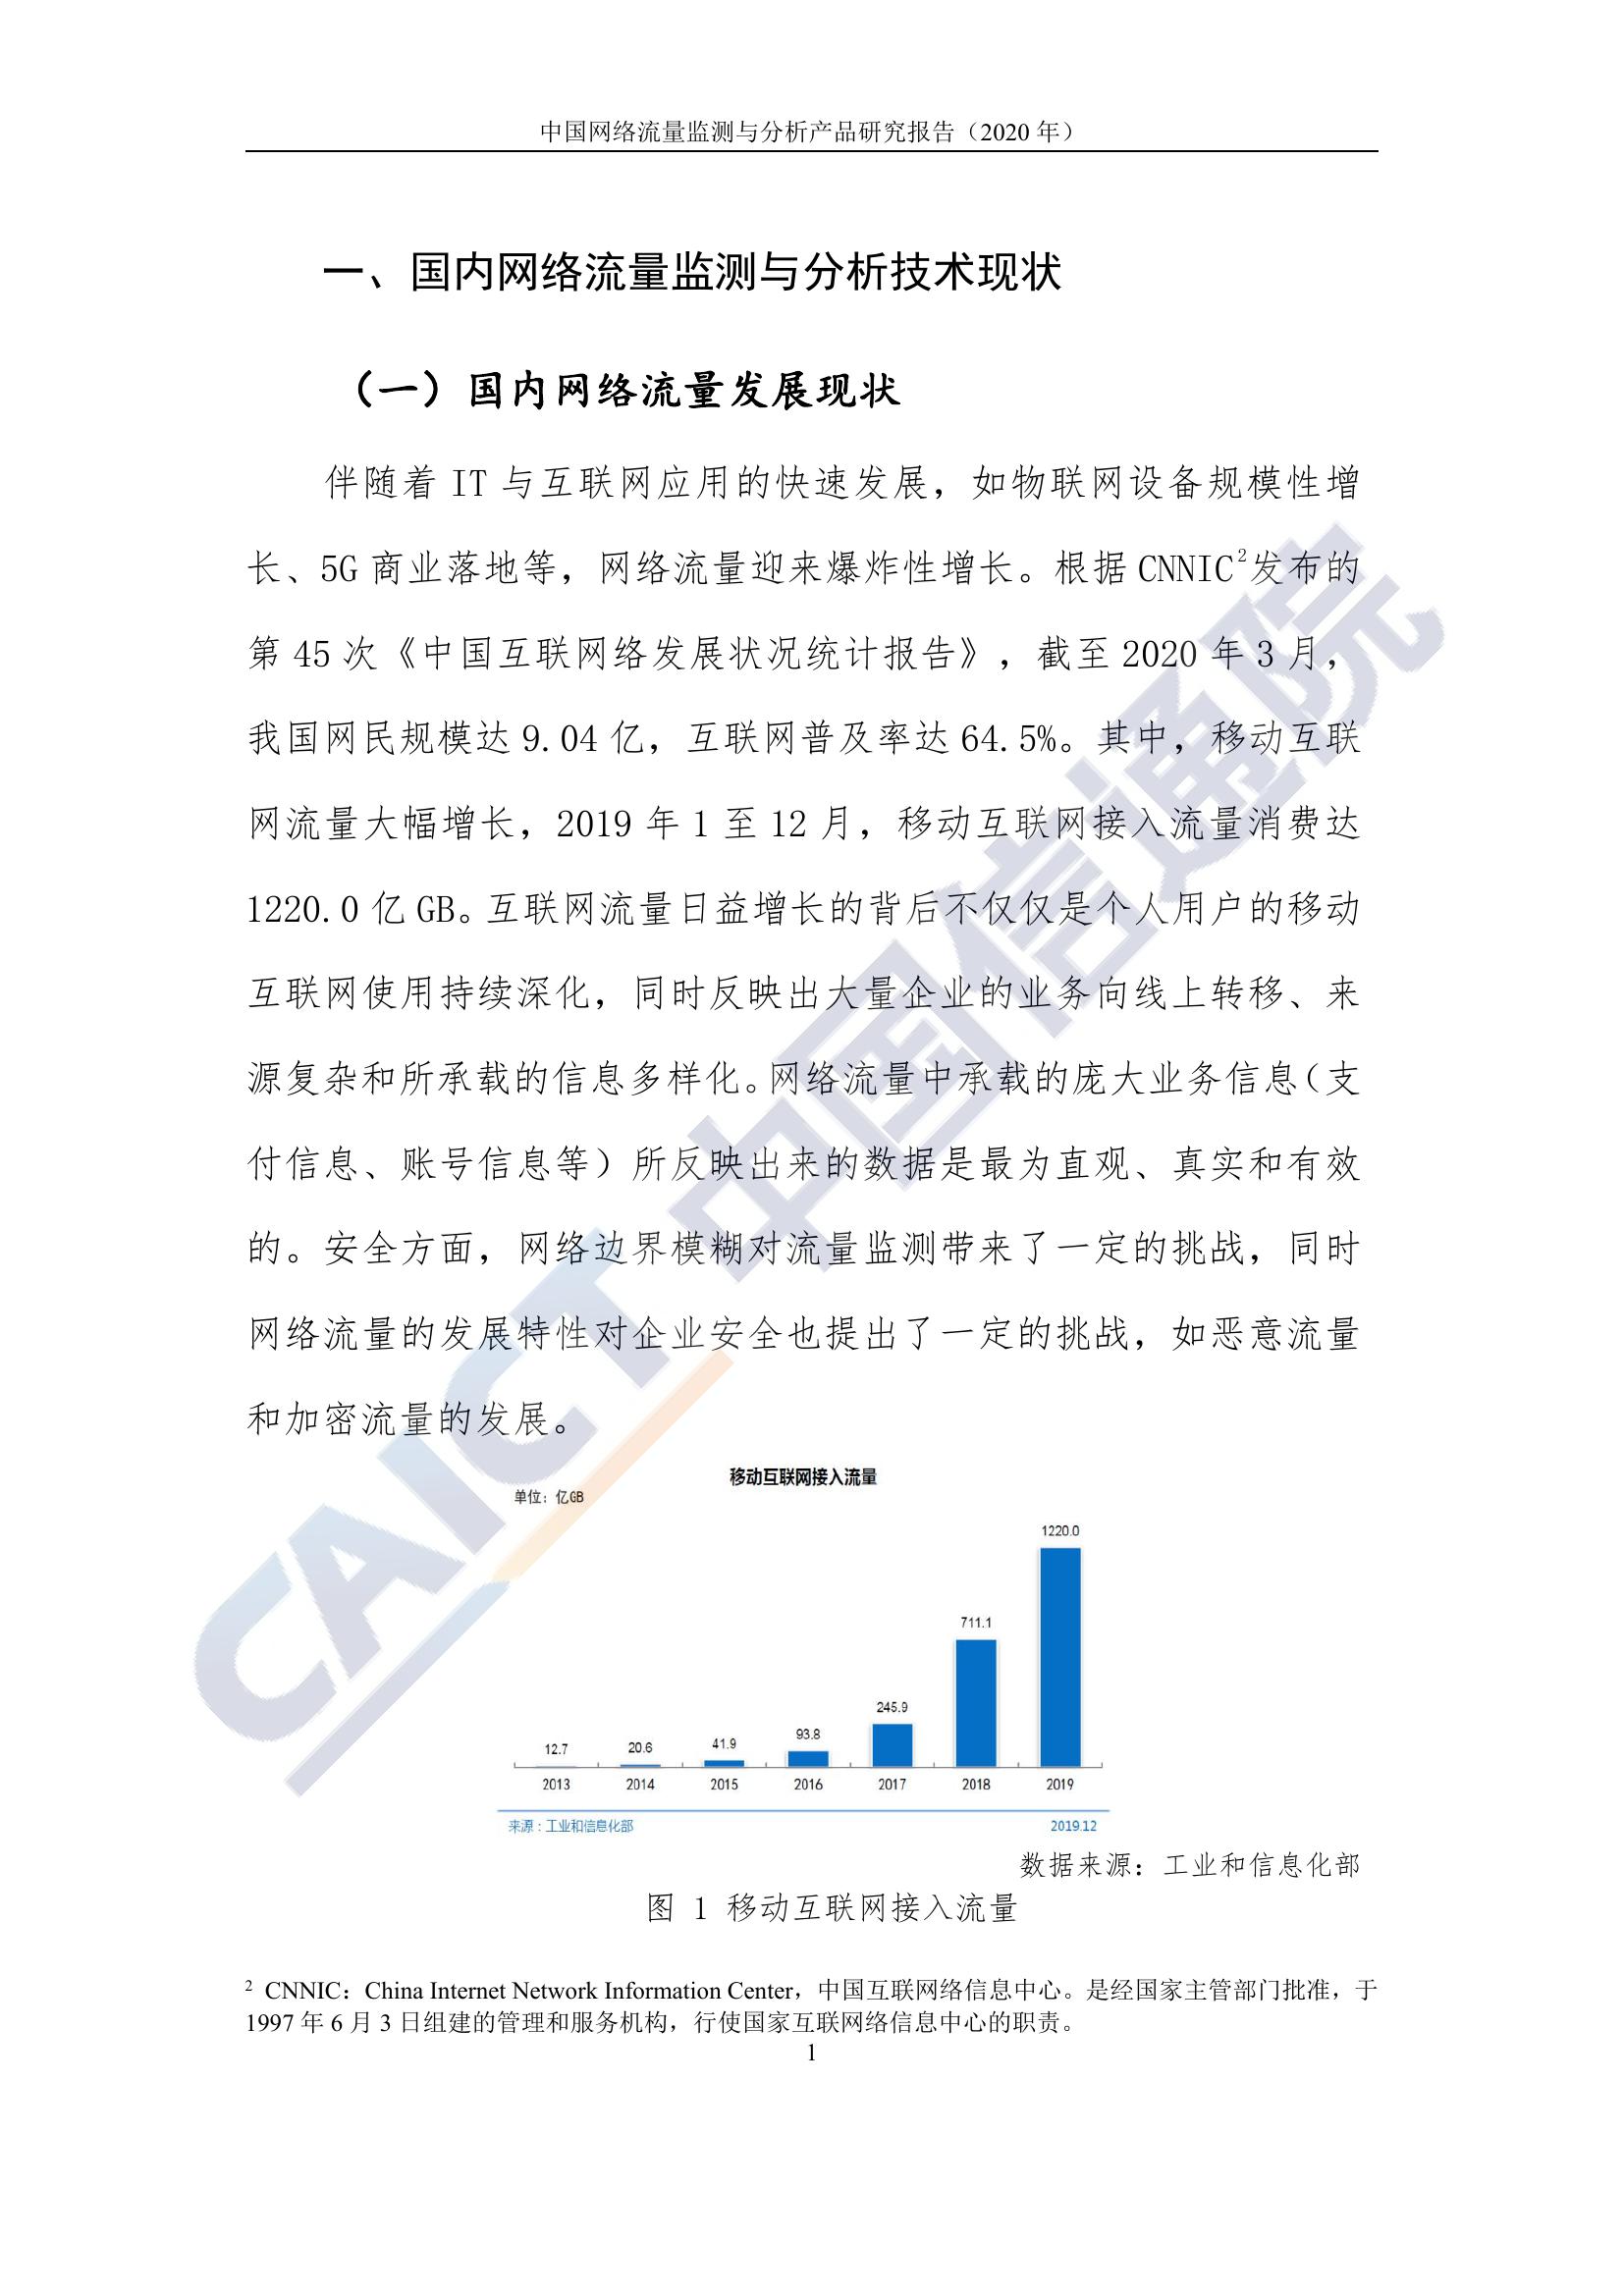 中国网络流量监测与分析产品研究报告（2020 年）
一、国内网络流量监测与分析技术现状
（一）国内网络流量发展现状
伴随着 IT 与互联网应用的快速发展，如物联网设备规模性增
长、5G 商业落地等，网络流量迎来爆炸性增长。根据 CNNIC²发布的
第 45 次《中国互联网络发展状况统计报告》，截至 2020 年 3 月，
我国网民规模达 9.04 亿，互联网普及率达 64.5%。其中，移动互联
网流量大幅增长，2019 年 1 至 12 月，移动互联网接入流量消费达
1220.0 亿 GB。互联网流量日益增长的背后不仅仅是个人用户的移动
互联网使用持续深化，同时反映出大量企业的业务向线上转移、来
源复杂和所承载的信息多样化。网络流量中承载的庞大业务信息（支
付信息、账号信息等）所反映出来的数据是最为直观、真实和有效
的。安全方面，网络边界模糊对流量监测带来了一定的挑战，同时
网络流量的发展特性对企业安全也提出了一定的挑战，如恶意流量
和加密流量的发展。
CAICT 中国信通院
移动互联网接入流量
单位：亿GB
12.7 20.6 41.9 93.8 245.9 711.1 1220.0
2013 2014 2015 2016 2017 2018 2019
来源：工业和信息化部 2019.12
数据来源：工业和信息化部
图 1 移动互联网接入流量
² CNNIC：China Internet Network Information Center，中国互联网络信息中心。是经国家主管部门批准，于
1997 年 6 月 3 日组建的管理和服务机构，行使国家互联网络信息中心的职责。
1